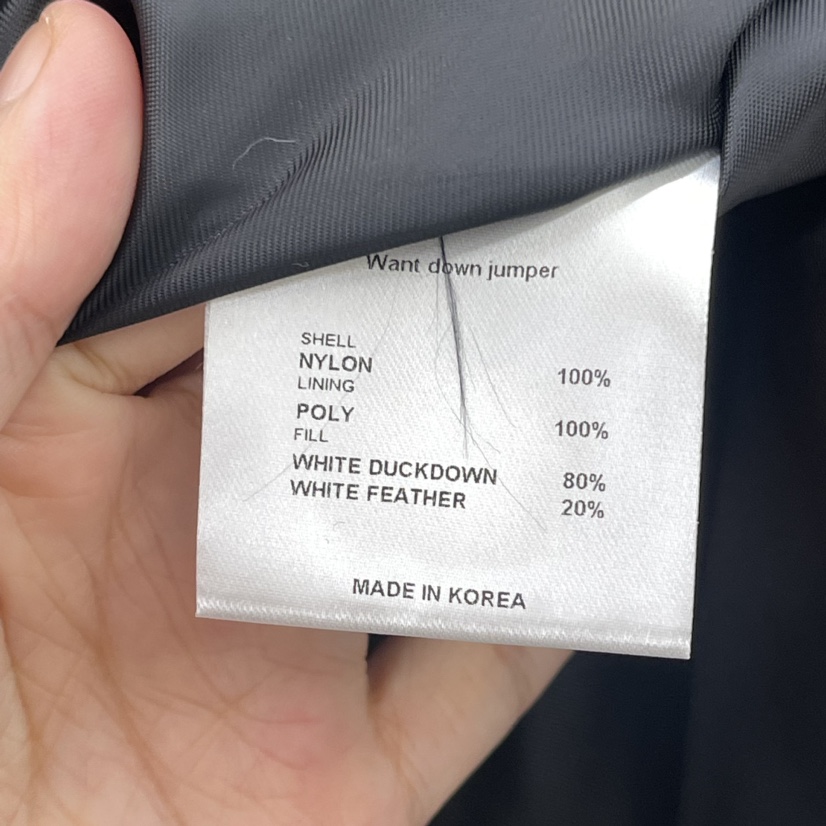 Want down jumper
SHELL
NYLON 100%
LINING
POLY 100%
FILL
WHITE DUCKDOWN 80%
WHITE FEATHER 20%
MADE IN KOREA